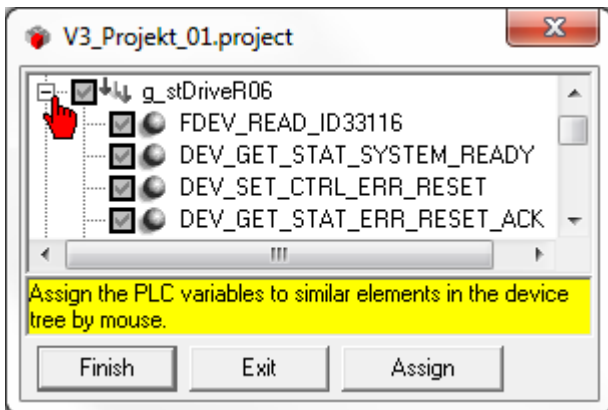 V3_Projekt_01.project
g_stDriveR06
FDEV_READ_ID33116
DEV_GET_STAT_SYSTEM_READY
DEV_SET_CTRL_ERR_RESET
DEV_GET_STAT_ERR_RESET_ACK
Assign the PLC variables to similar elements in the device
tree by mouse.
Finish Exit Assign